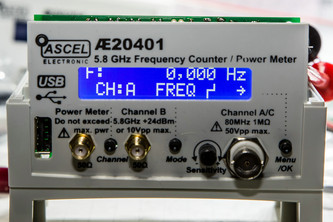 ASCEL
ELECTRONIC
Æ20401
5.8 GHz Frequency Counter / Power Meter
USB
F: 0,000 Hz
CH:A FREQ
Power Meter
Do not exceed
max. pwr
Channel B
5.8GHz +24dBm
or 10Vpp max.
Channel A/C
80MHz 1MΩ
50Vpp max.
Channel
Mode
Sensitivity
Menu
/OK